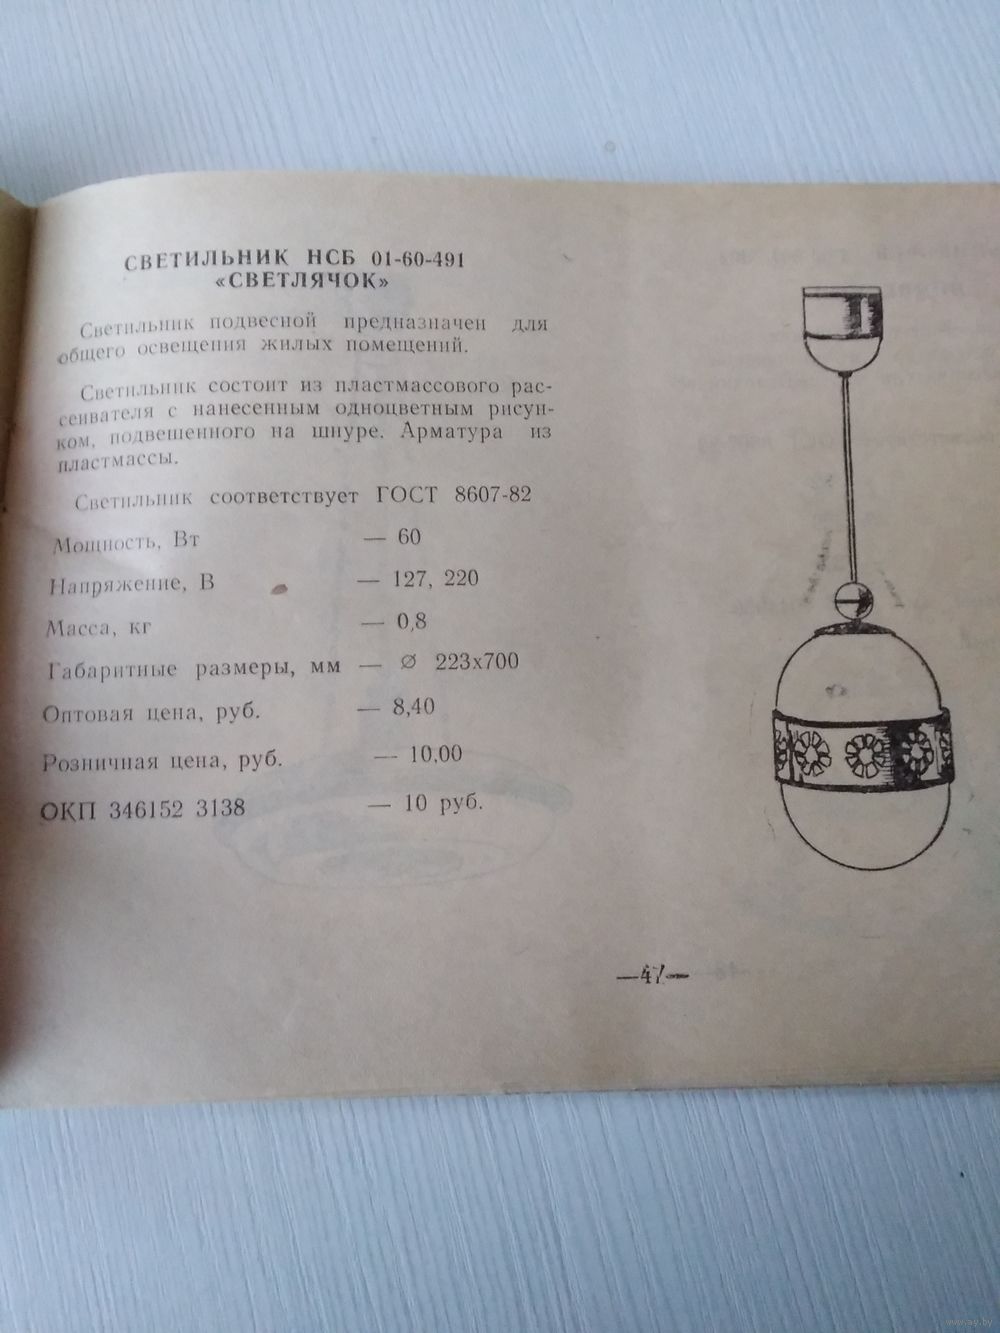 СВЕТИЛЬНИК НСБ 01-60-491
«СВЕТЛЯЧОК»
Светильник подвесной предназначен для
общего освещения жилых помещений.
Светильник состоит из пластмассового рас-
сеивателя с нанесенным одноцветным рисун-
ком, подвешенного на шнуре. Арматура из
пластмассы.
Светильник соответствует ГОСТ 8607-82
Мощность, Вт — 60
Напряжение, В — 127, 220
Масса, кг — 0,8
Габаритные размеры, мм — ∅ 223х700
Оптовая цена, руб. — 8,40
Розничная цена, руб. — 10,00
ОКП 346152 3138 — 10 руб.
—47—
www.ay.by